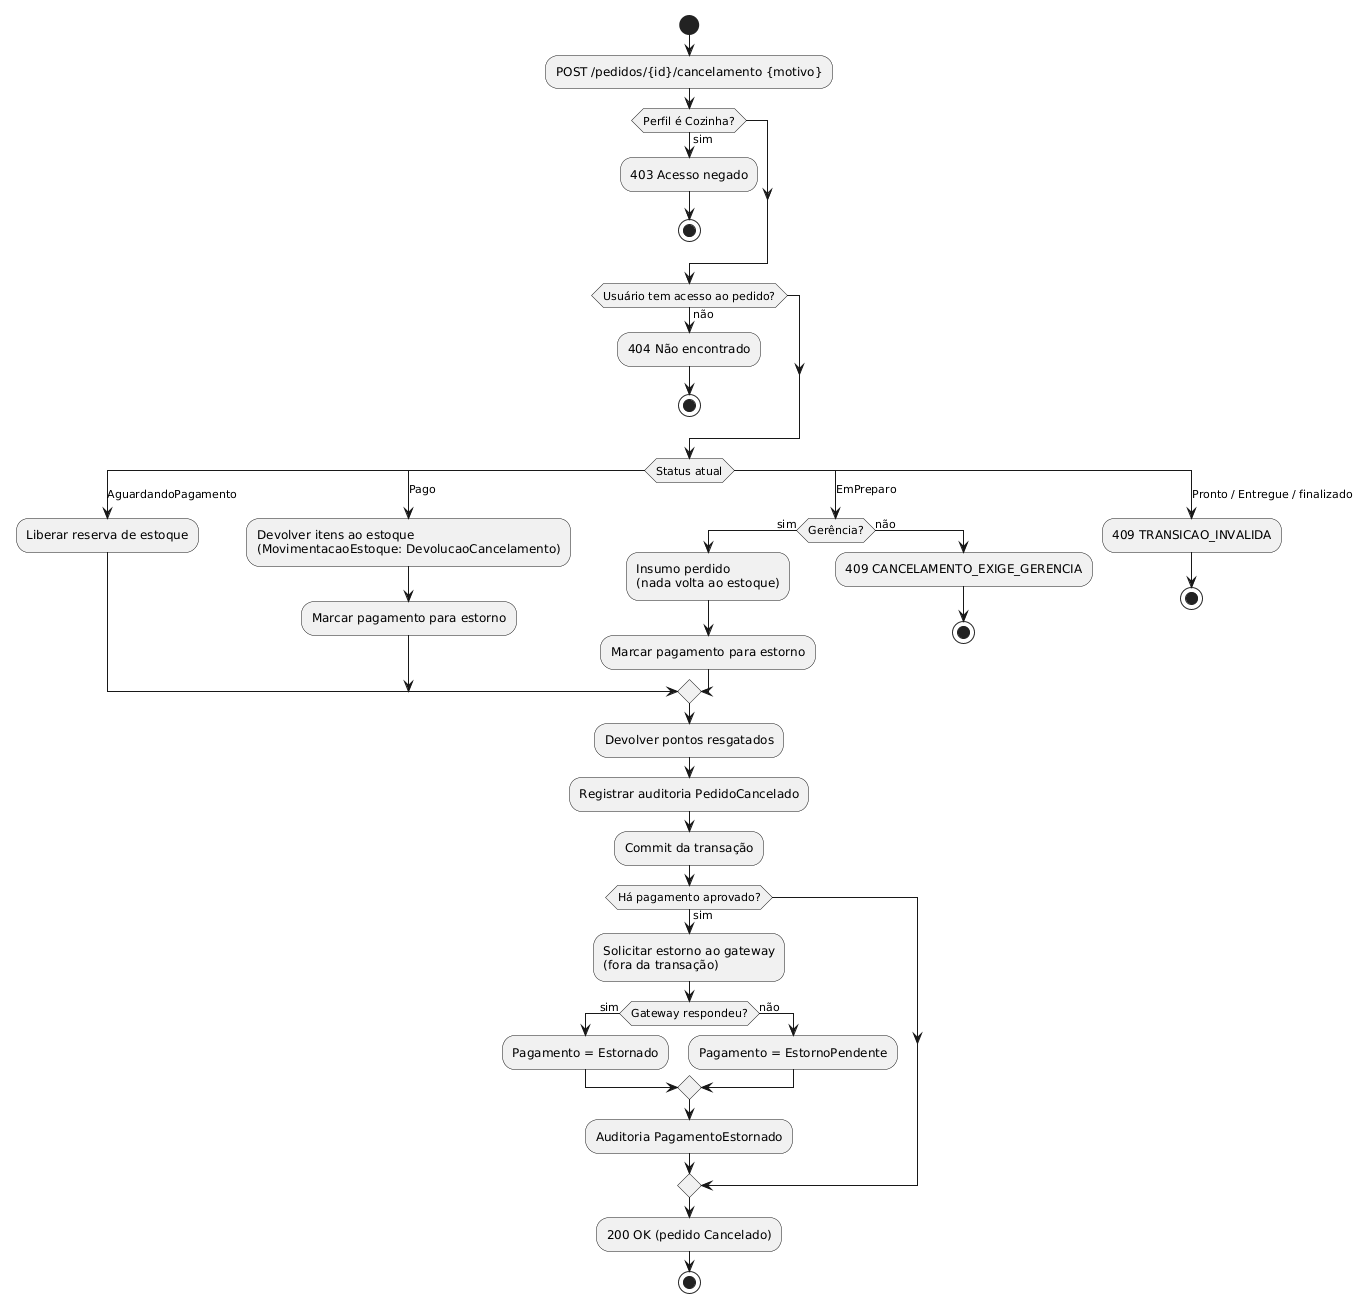 POST /pedidos/{id}/cancelamento {motivo}
Perfil é Cozinha?
sim
403 Acesso negado
Usuário tem acesso ao pedido?
não
404 Não encontrado
Status atual
AguardandoPagamento
Liberar reserva de estoque
Pago
Devolver itens ao estoque
(MovimentacaoEstoque: DevolucaoCancelamento)
Marcar pagamento para estorno
EmPreparo
Gerência?
sim
Insumo perdido
(nada volta ao estoque)
Marcar pagamento para estorno
não
409 CANCELAMENTO_EXIGE_GERENCIA
Pronto / Entregue / finalizado
409 TRANSICAO_INVALIDA
Devolver pontos resgatados
Registrar auditoria PedidoCancelado
Commit da transação
Há pagamento aprovado?
sim
Solicitar estorno ao gateway
(fora da transação)
Gateway respondeu?
sim
Pagamento = Estornado
não
Pagamento = EstornoPendente
Auditoria PagamentoEstornado
200 OK (pedido Cancelado)